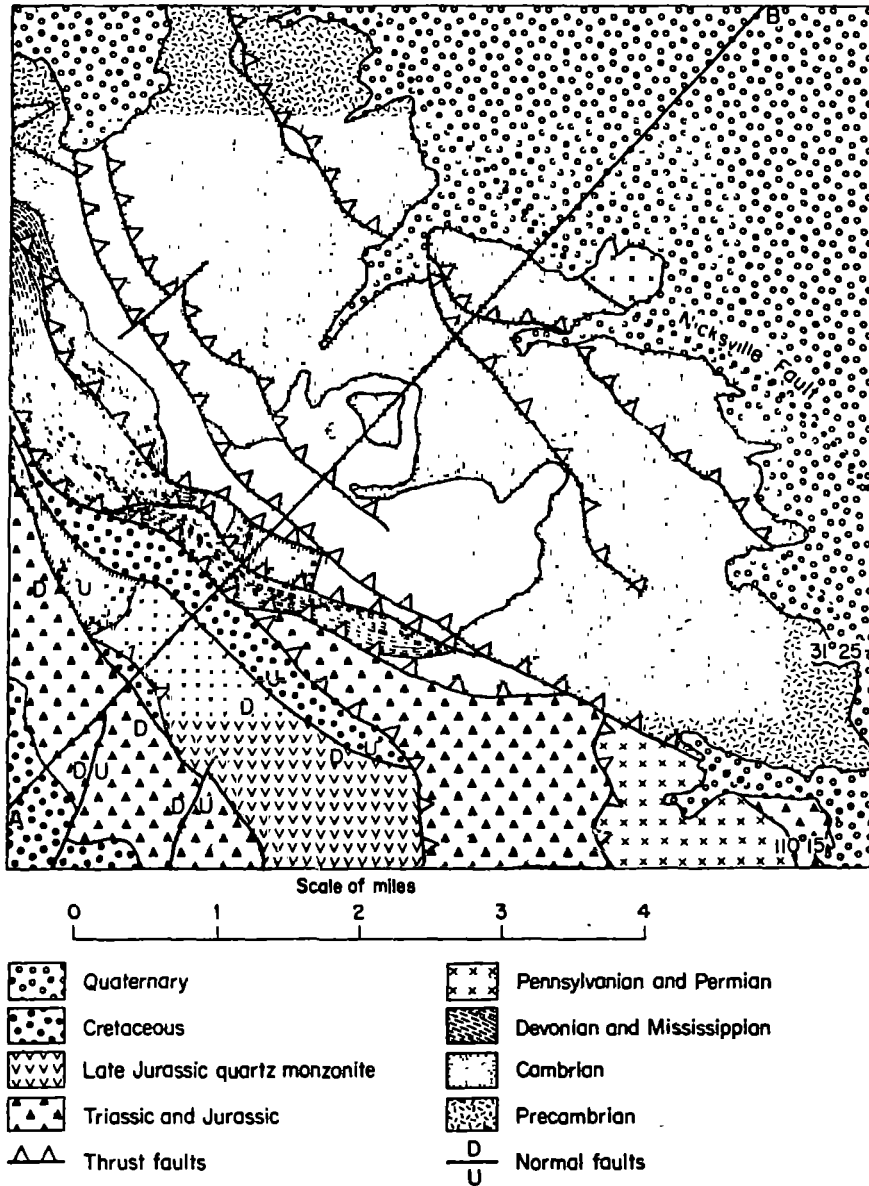 B
Nicksville Fault
Є
D U
31° 25'
U
D
D
D U
D U
D U
A
110° 15'
Scale of miles
0 1 2 3 4
Quaternary
Cretaceous
Late Jurassic quartz monzonite
Triassic and Jurassic
Thrust faults
Pennsylvanian and Permian
Devonian and Mississippian
Cambrian
Precambrian
D
U
Normal faults